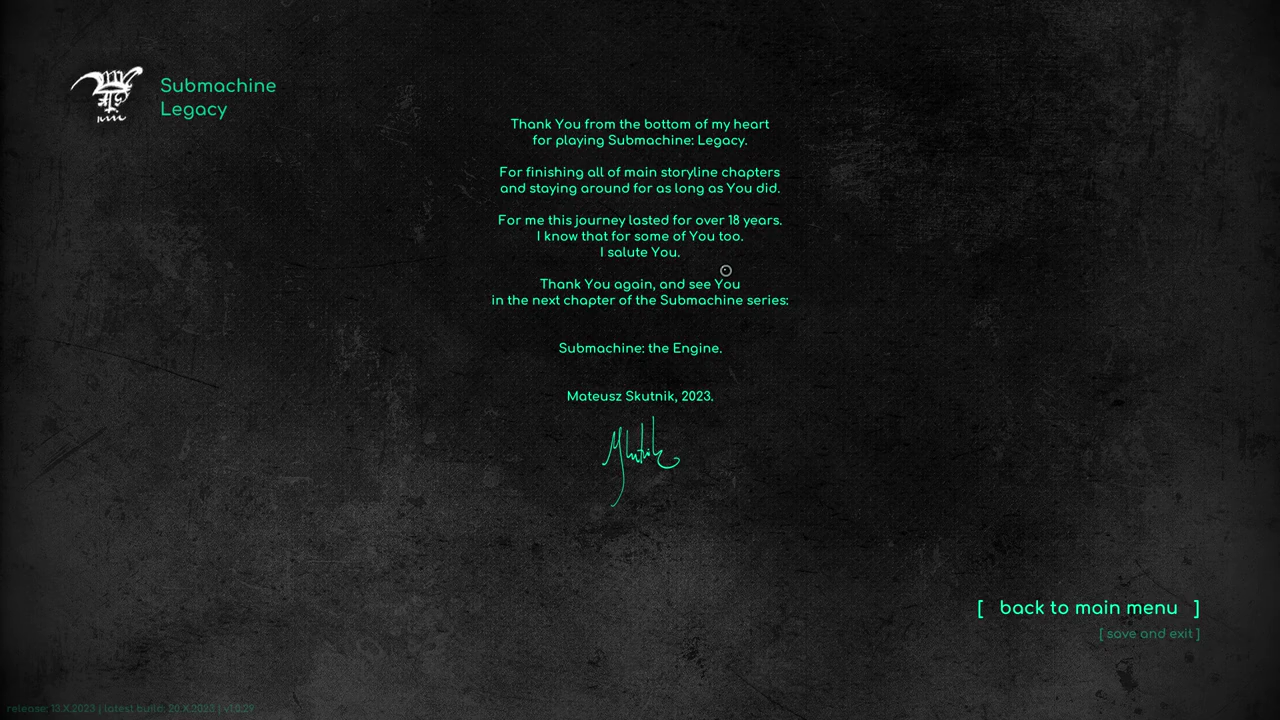 Submachine
Legacy
Thank You from the bottom of my heart
for playing Submachine: Legacy.
For finishing all of main storyline chapters
and staying around for as long as You did.
For me this journey lasted for over 18 years.
I know that for some of You too.
I salute You.
Thank You again, and see You
in the next chapter of the Submachine series:
Submachine: the Engine.
Mateusz Skutnik, 2023.
[ back to main menu ]
[ save and exit ]
release: 13.X.2023 | latest build: 20.X.2023 | v1.0.29